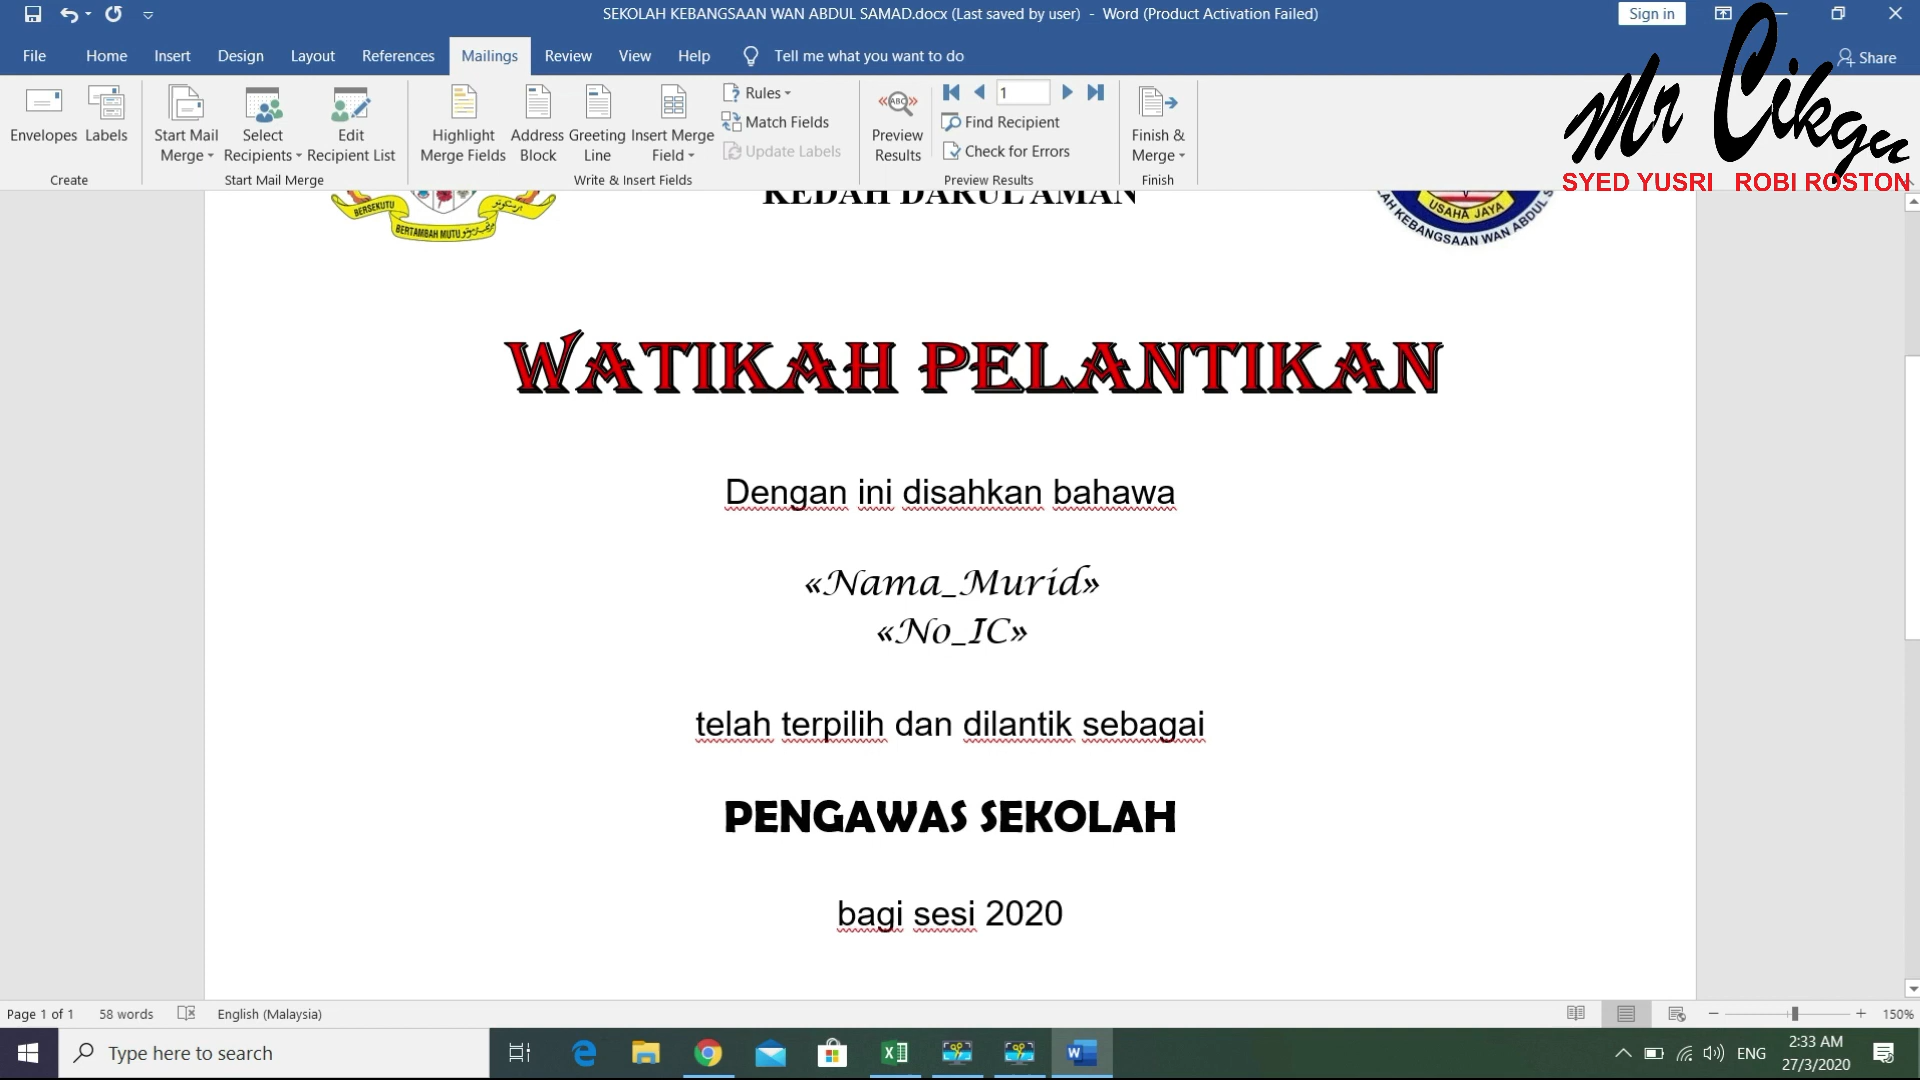 SEKOLAH KEBANGSAAN WAN ABDUL SAMAD.docx (Last saved by user) - Word (Product Activation Failed)
Sign in
File Home Insert Design Layout References Mailings Review View Help Tell me what you want to do
Share
Mr Cikgu
SYED YUSRI ROBI ROSTON
Envelopes Labels
Create
Start Mail Merge
Select Recipients
Edit Recipient List
Start Mail Merge
Highlight Merge Fields
Address Block
Greeting Line
Insert Merge Field
Rules
Match Fields
Update Labels
Write & Insert Fields
«ABC»
Preview Results
1
Find Recipient
Check for Errors
Preview Results
Finish & Merge
Finish
BERSEKUTU
BERTAMBAH MUTU
KEDAH DARUL AMAN
USAHA JAYA
AH KEBANGSAAN WAN ABDUL S
WATIKAH PELANTIKAN
Dengan ini disahkan bahawa
«Nama_Murid»
«No_IC»
telah terpilih dan dilantik sebagai
PENGAWAS SEKOLAH
bagi sesi 2020
Page 1 of 1 58 words English (Malaysia) 150%
Type here to search
ENG
2:33 AM
27/3/2020